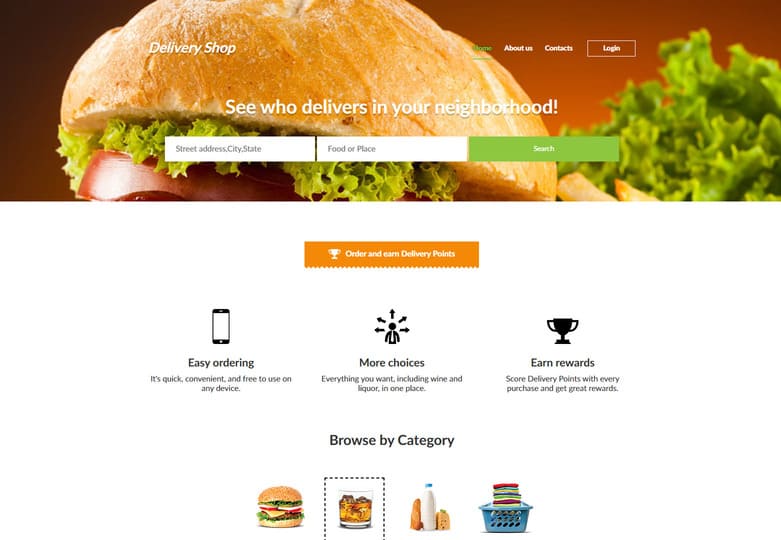 Delivery Shop
Home About us Contacts Login
See who delivers in your neighborhood!
Street address,City,State Food or Place Search
Order and earn Delivery Points
Easy ordering
It's quick, convenient, and free to use on
any device.
More choices
Everything you want, including wine and
liquor, in one place.
Earn rewards
Score Delivery Points with every
purchase and get great rewards.
Browse by Category